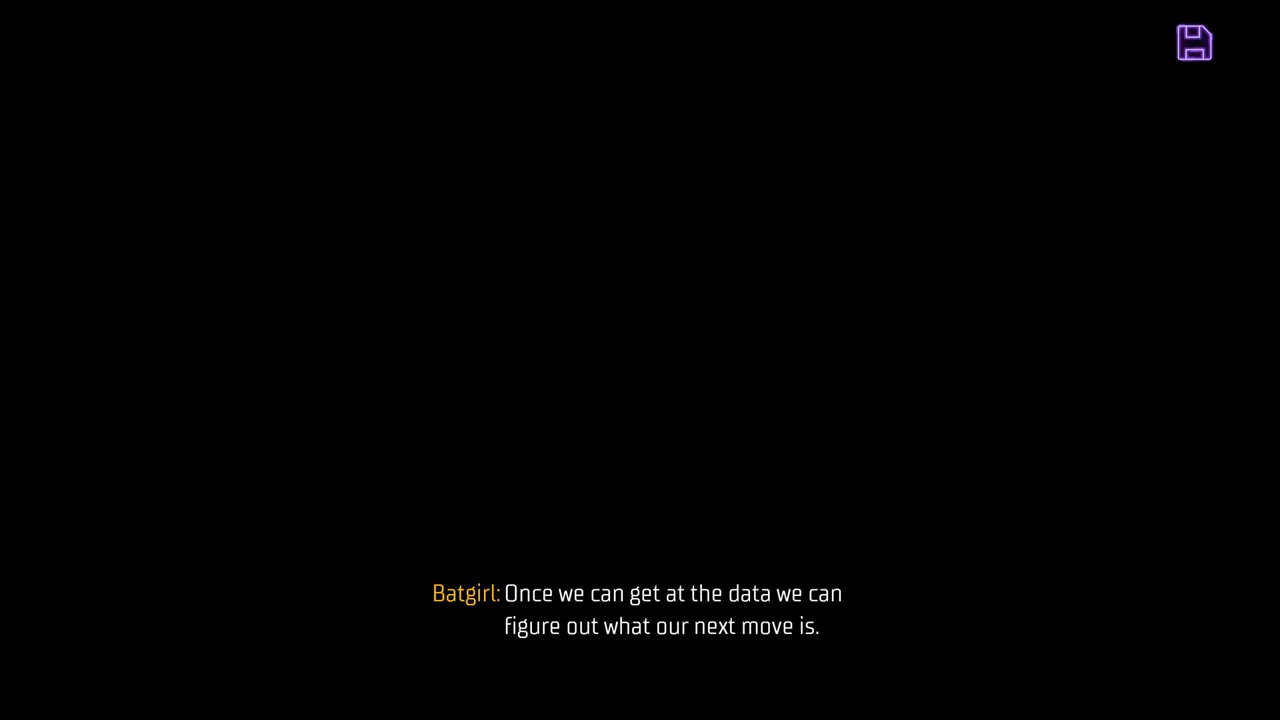 Batgirl: Once we can get at the data we can
figure out what our next move is.